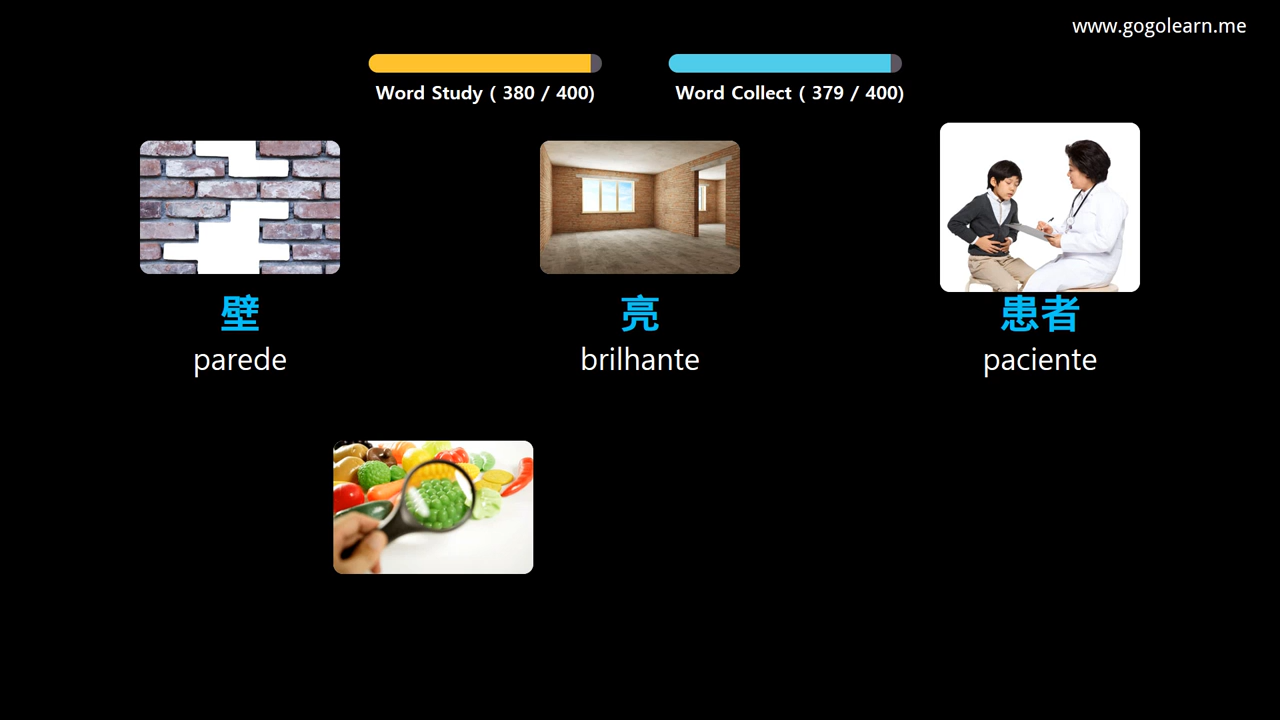 www.gogolearn.me
Word Study ( 380 / 400)
Word Collect ( 379 / 400)
壁
parede
亮
brilhante
患者
paciente